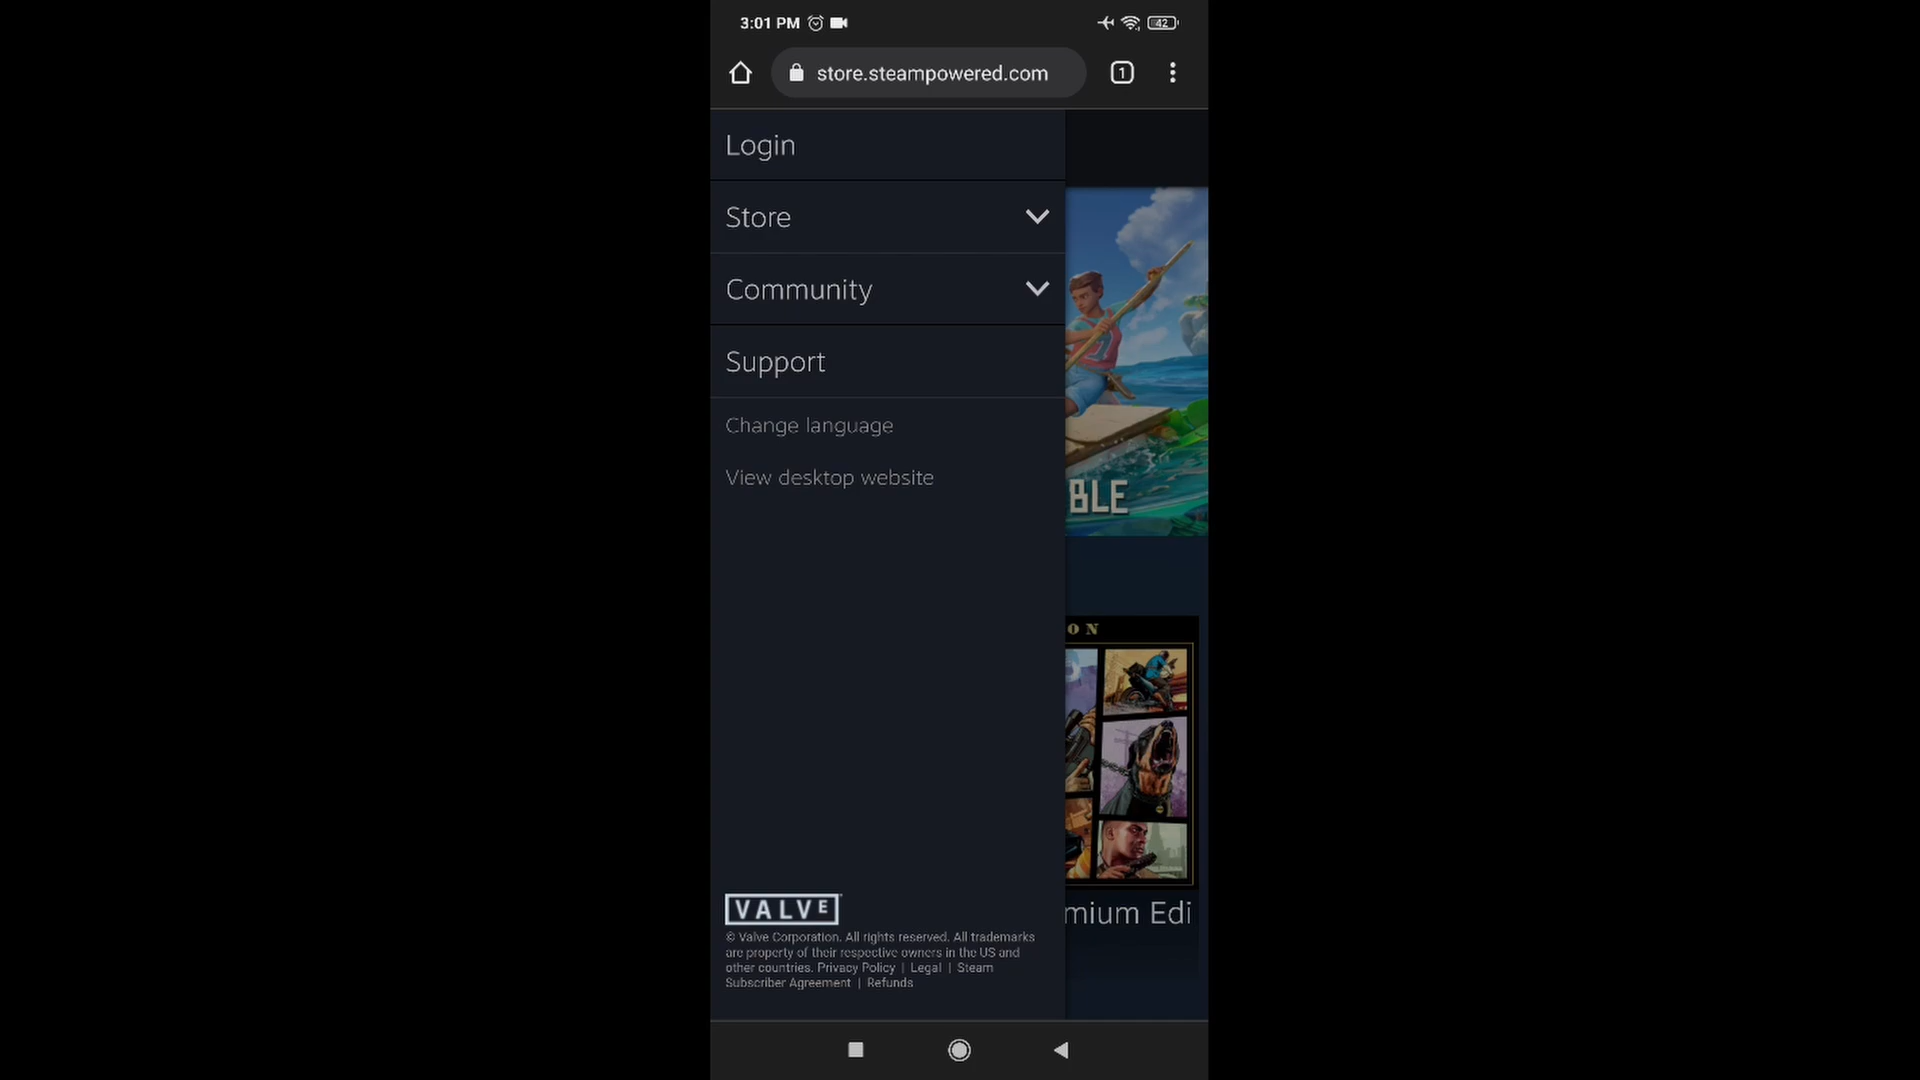 3:01 PM
42
store.steampowered.com
1
Login
Store
Community
Support
Change language
View desktop website
BLE
ON
mium Edi
VALVE
© Valve Corporation. All rights reserved. All trademarks
are property of their respective owners in the US and
other countries. Privacy Policy | Legal | Steam
Subscriber Agreement | Refunds